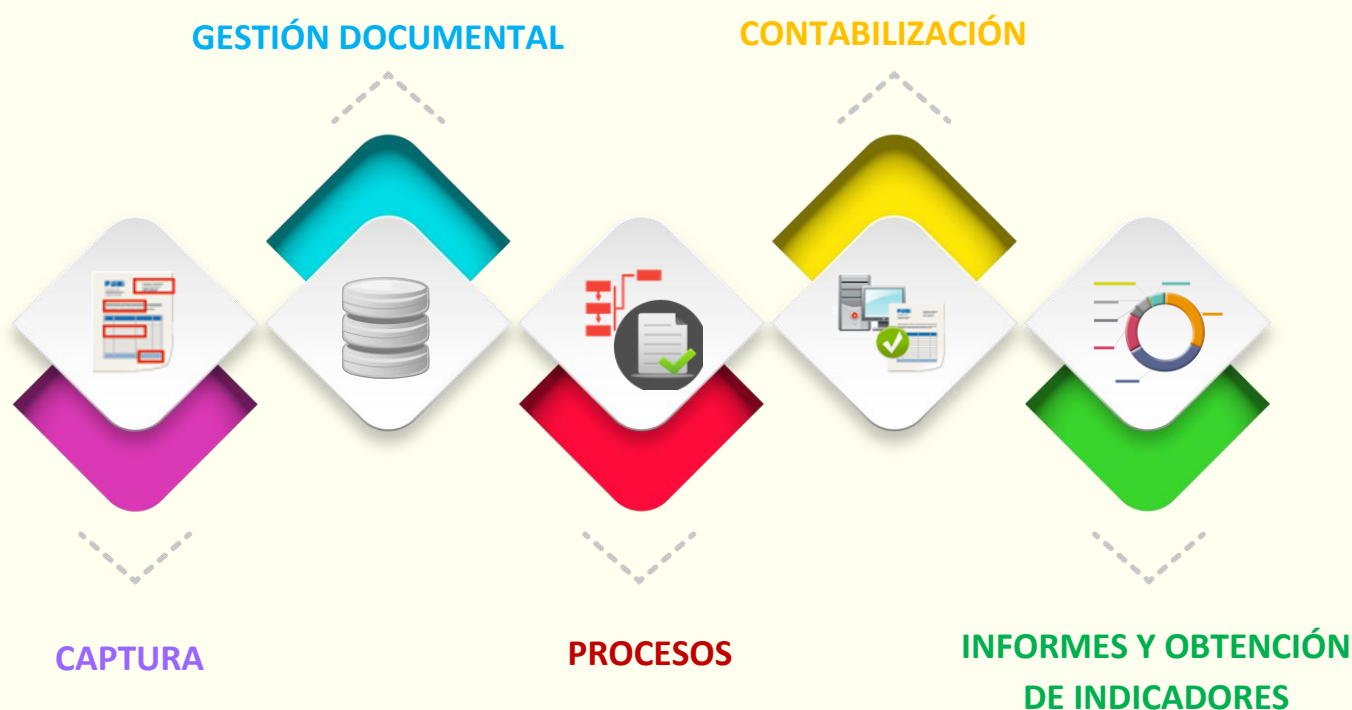 GESTIÓN DOCUMENTAL
CONTABILIZACIÓN
CAPTURA
PROCESOS
INFORMES Y OBTENCIÓN
DE INDICADORES